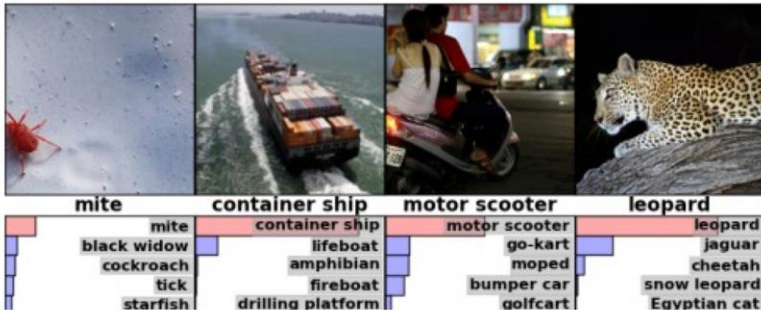 mite container ship motor scooter leopard
mite container ship motor scooter leopard
black widow lifeboat go-kart jaguar
cockroach amphibian moped cheetah
tick fireboat bumper car snow leopard
starfish drilling platform golfcart Egyptian cat